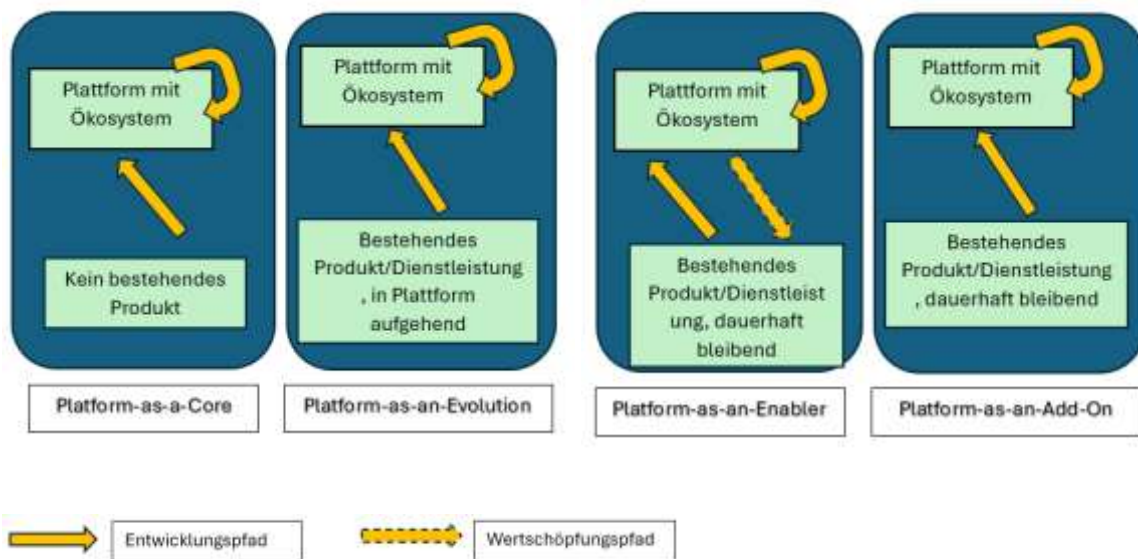 Plattform mit
Ökosystem
Kein bestehendes
Produkt
Platform-as-a-Core
Plattform mit
Ökosystem
Bestehendes
Produkt/Dienstleistung
, in Plattform
aufgehend
Platform-as-an-Evolution
Plattform mit
Ökosystem
Bestehendes
Produkt/Dienstleist
ung, dauerhaft
bleibend
Platform-as-an-Enabler
Plattform mit
Ökosystem
Bestehendes
Produkt/Dienstleistung
, dauerhaft bleibend
Platform-as-an-Add-On
Entwicklungspfad
Wertschöpfungspfad